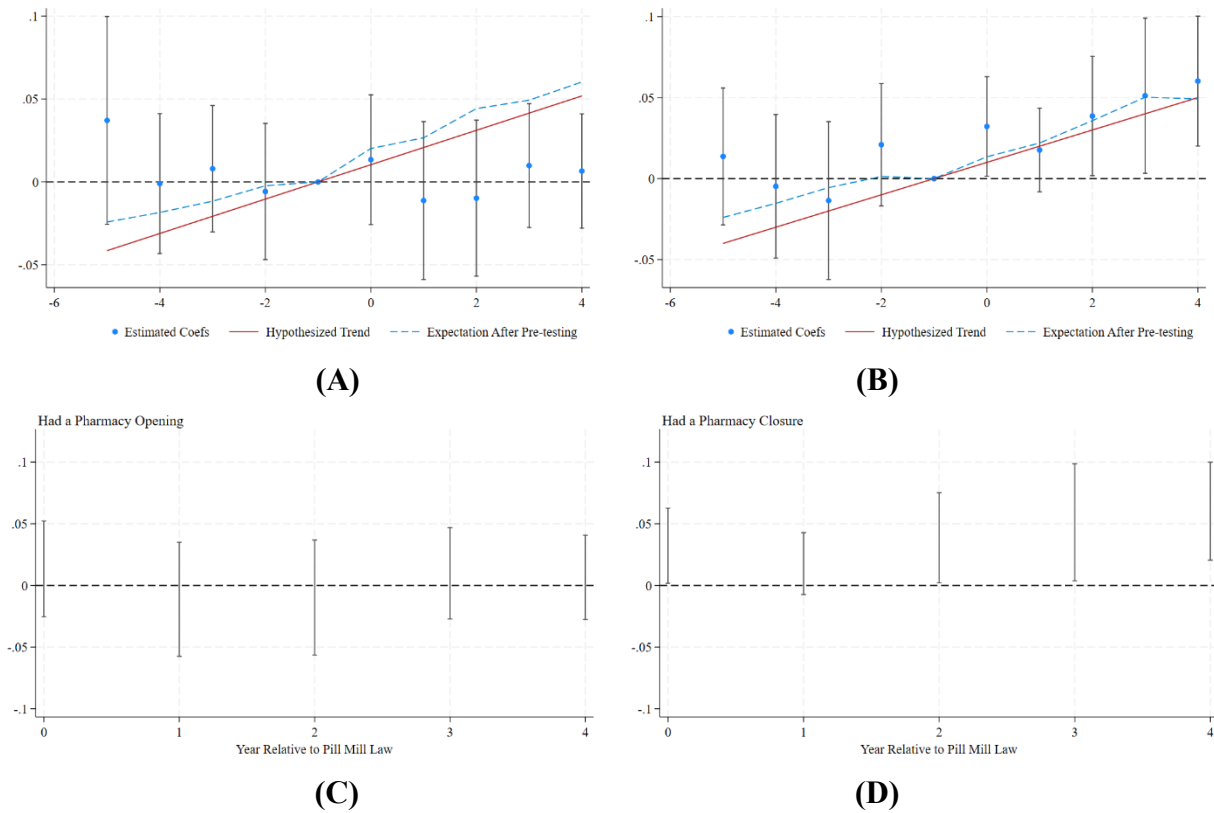 .1
.05
0
-.05
-6 -4 -2 0 2 4
Estimated Coefs Hypothesized Trend Expectation After Pre-testing
(A)
.1
.05
0
-.05
-6 -4 -2 0 2 4
Estimated Coefs Hypothesized Trend Expectation After Pre-testing
(B)
Had a Pharmacy Opening
.1
.05
0
-.05
-.1
0 1 2 3 4
Year Relative to Pill Mill Law
(C)
Had a Pharmacy Closure
.1
.05
0
-.05
-.1
0 1 2 3 4
Year Relative to Pill Mill Law
(D)